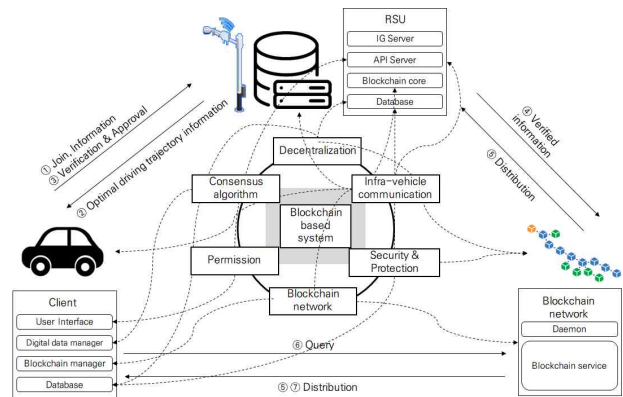 RSU
IG Server
API Server
Blockchain core
Database
① Join, Information
③ Verification & Approval
② Optimal driving trajectory information
④ Verified
information
⑤ Distribution
Decentralization
Consensus
algorithm
Infra-vehicle
communication
Blockchain
based
system
Permission
Security &
Protection
Blockchain
network
Client
User Interface
Digital data manager
Blockchain manager
Database
Blockchain
network
Daemon
Blockchain service
⑥ Query
⑤ ⑦ Distribution